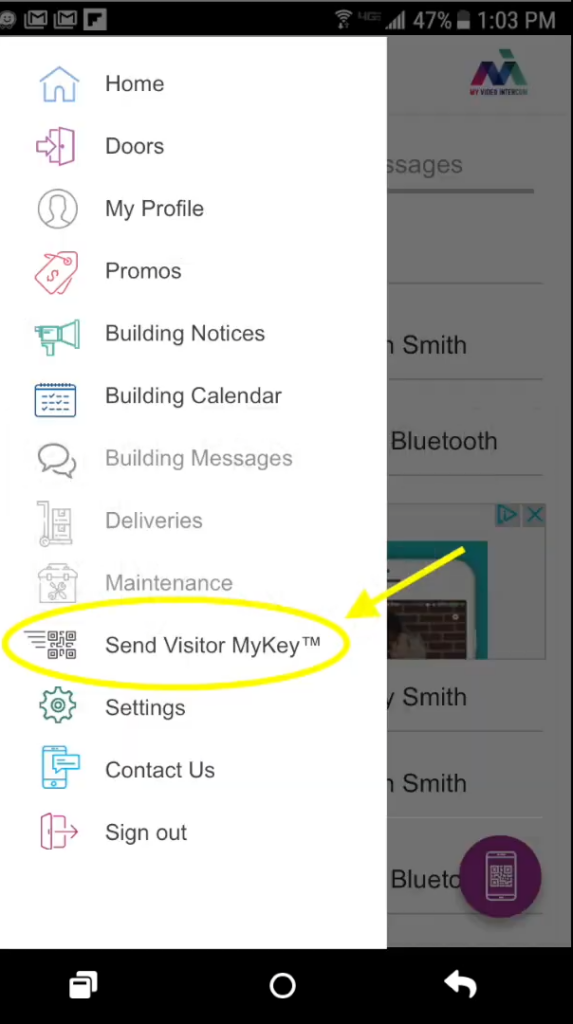 4G LTE 47% 1:03 PM
Home
MY VIDEO INTERCOM
Doors
ssages
My Profile
Promos
Building Notices
Smith
Building Calendar
Bluetooth
Building Messages
Deliveries
Maintenance
Send Visitor MyKey™
Smith
Settings
Contact Us
Smith
Sign out
Blueto